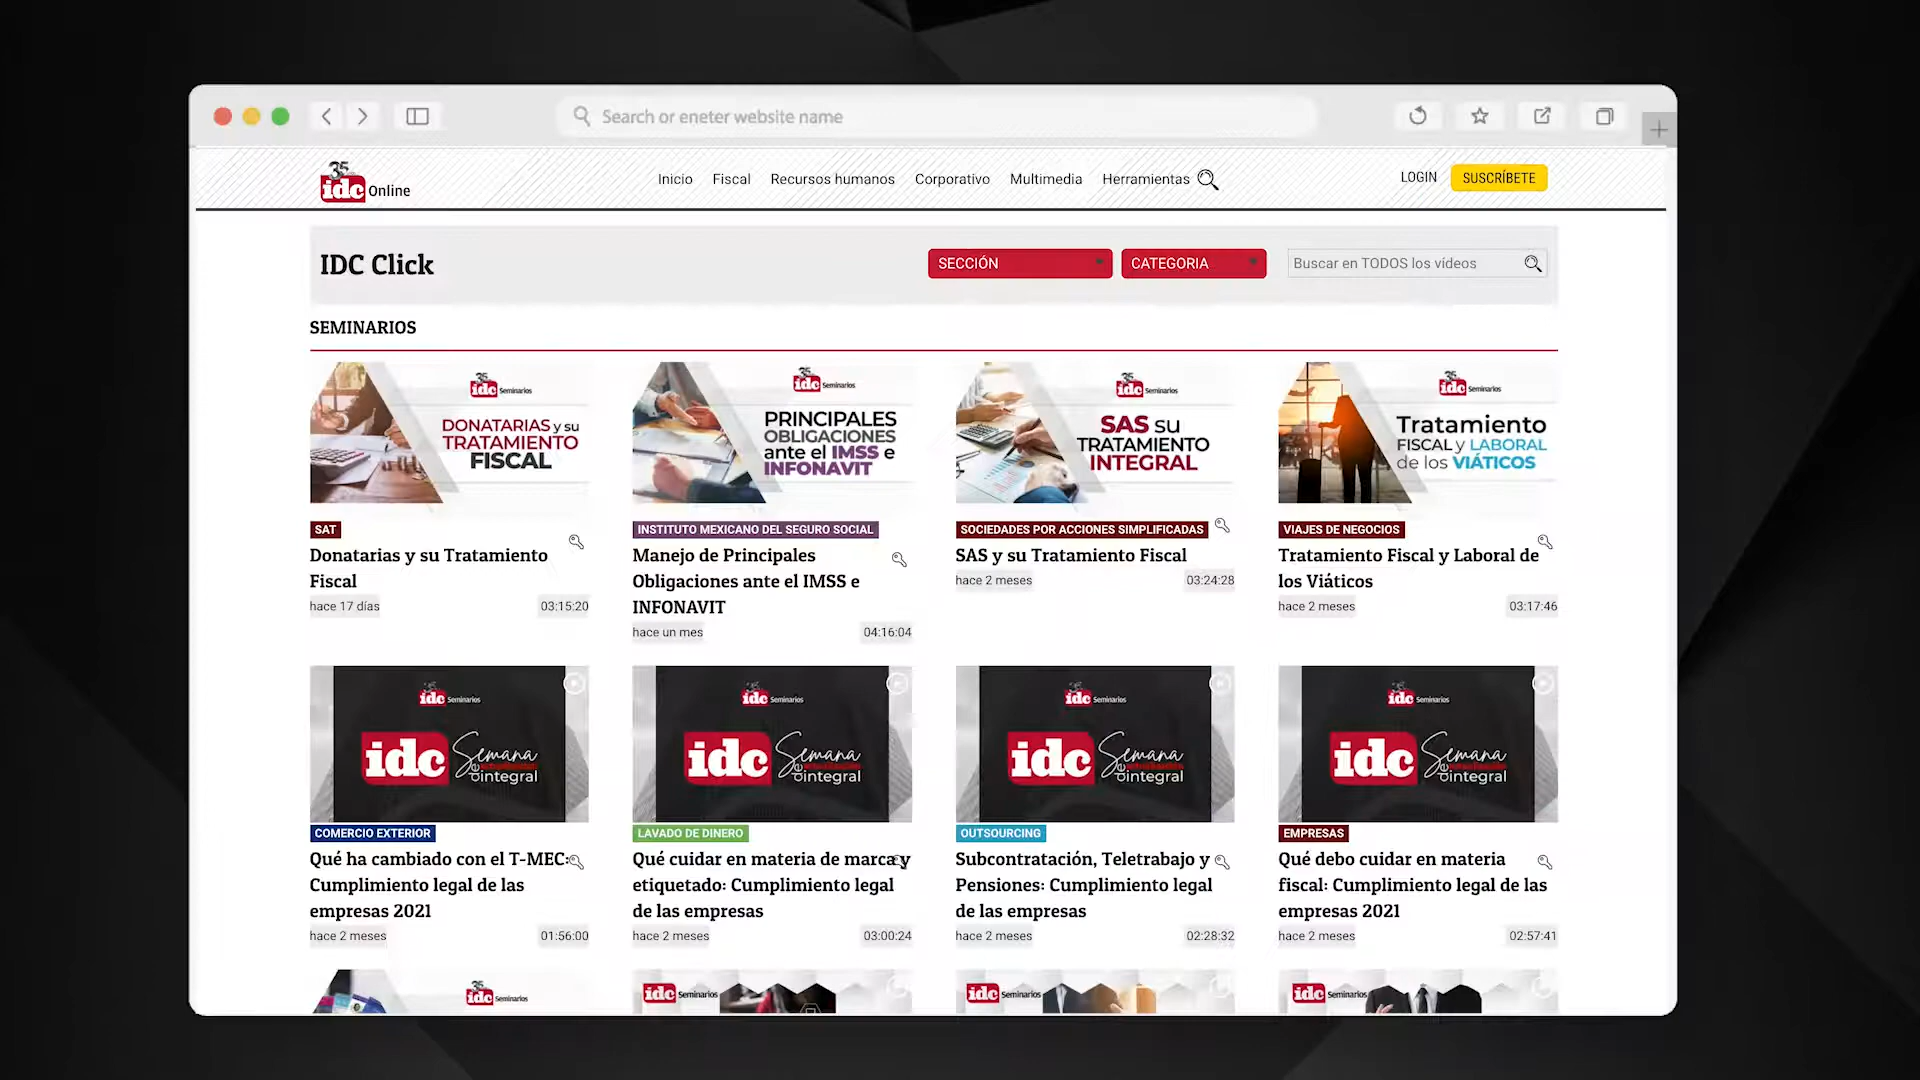 Search or eneter website name
35
idc Online
Inicio Fiscal Recursos humanos Corporativo Multimedia Herramientas
LOGIN SUSCRÍBETE
IDC Click
SECCIÓN
CATEGORIA
Buscar en TODOS los vídeos
SEMINARIOS
35
idc Seminarios
DONATARIAS y su
TRATAMIENTO
FISCAL
SAT
Donatarias y su Tratamiento
Fiscal
hace 17 días
03:15:20
35
idc Seminarios
PRINCIPALES
OBLIGACIONES
ante el IMSS e
INFONAVIT
INSTITUTO MEXICANO DEL SEGURO SOCIAL
Manejo de Principales
Obligaciones ante el IMSS e
INFONAVIT
hace un mes
04:16:04
35
idc Seminarios
SAS su
TRATAMIENTO
INTEGRAL
SOCIEDADES POR ACCIONES SIMPLIFICADAS
SAS y su Tratamiento Fiscal
hace 2 meses
03:24:28
35
idc Seminarios
Tratamiento
FISCAL y LABORAL
de los VIÁTICOS
VIAJES DE NEGOCIOS
Tratamiento Fiscal y Laboral de
los Viáticos
hace 2 meses
03:17:46
idc Seminarios
idc Semana
integral
COMERCIO EXTERIOR
Qué ha cambiado con el T-MEC:
Cumplimiento legal de las
empresas 2021
hace 2 meses
01:56:00
idc Seminarios
idc Semana
integral
LAVADO DE DINERO
Qué cuidar en materia de marca y
etiquetado: Cumplimiento legal
de las empresas
hace 2 meses
03:00:24
idc Seminarios
idc Semana
integral
OUTSOURCING
Subcontratación, Teletrabajo y
Pensiones: Cumplimiento legal
de las empresas
hace 2 meses
02:28:32
idc Seminarios
idc Semana
integral
EMPRESAS
Qué debo cuidar en materia
fiscal: Cumplimiento legal de las
empresas 2021
hace 2 meses
02:57:41
35
idc Seminarios
idc Seminarios
idc Seminarios
idc Seminarios